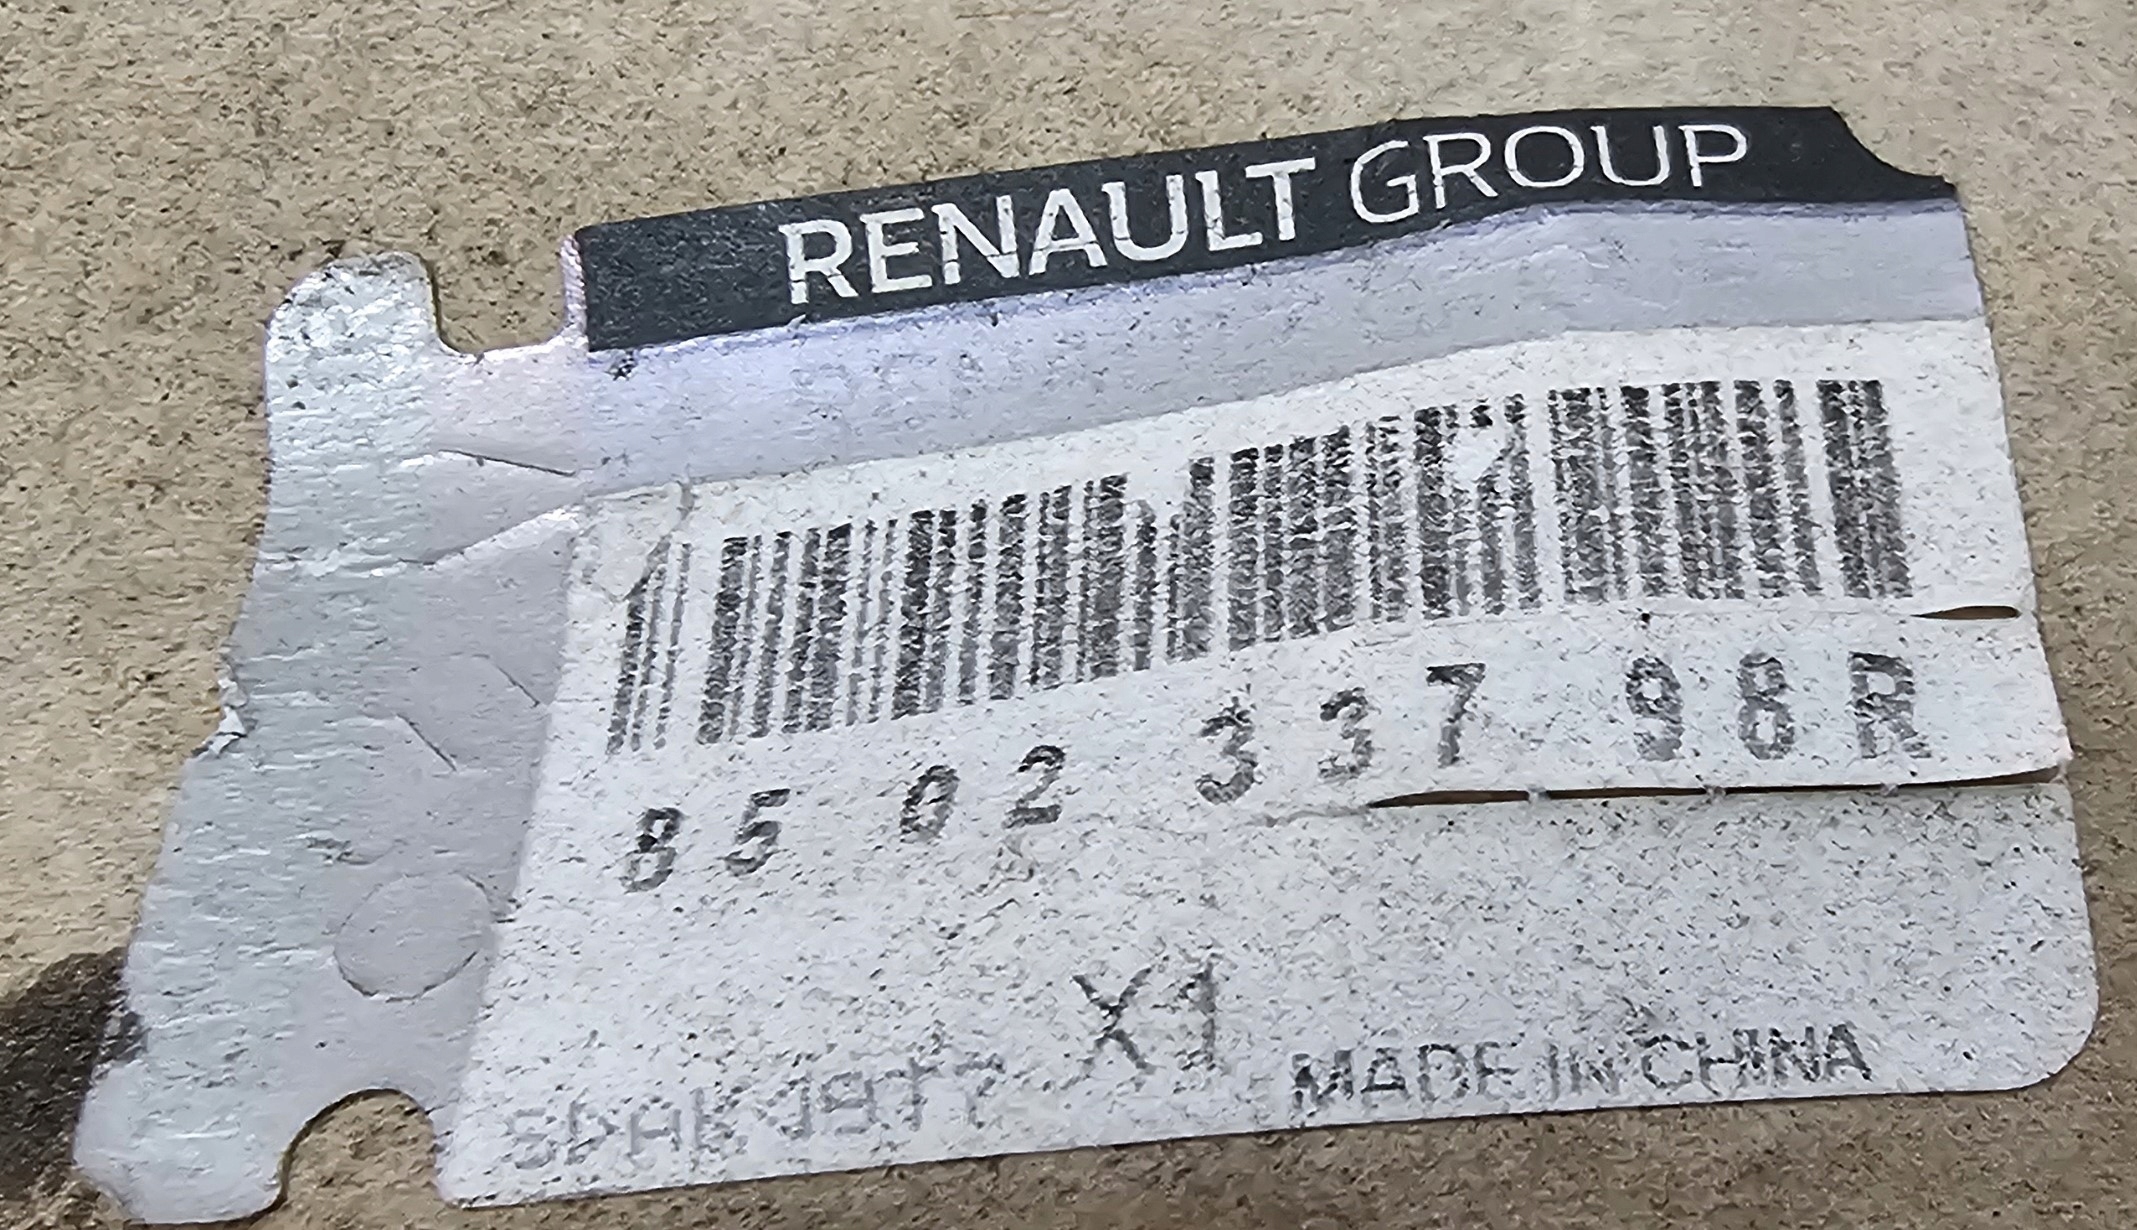 RENAULT GROUP
85 02 337 98R
X1
MADE IN CHINA